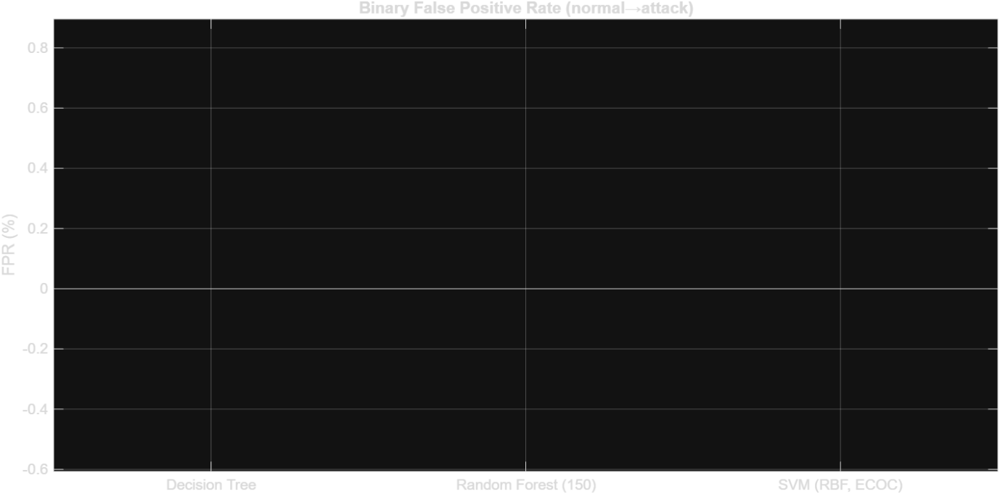 Binary False Positive Rate (normal→attack)
0.8
0.6
0.4
0.2
0
-0.2
-0.4
-0.6
FPR (%)
Decision Tree
Random Forest (150)
SVM (RBF, ECOC)